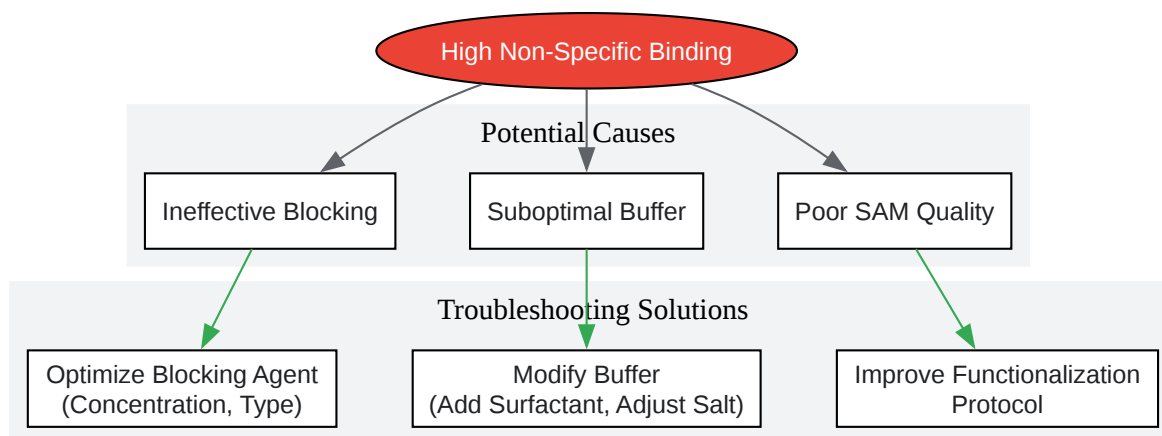 High Non-Specific Binding
Potential Causes
Ineffective Blocking
Suboptimal Buffer
Poor SAM Quality
Troubleshooting Solutions
Optimize Blocking Agent
(Concentration, Type)
Modify Buffer
(Add Surfactant, Adjust Salt)
Improve Functionalization
Protocol